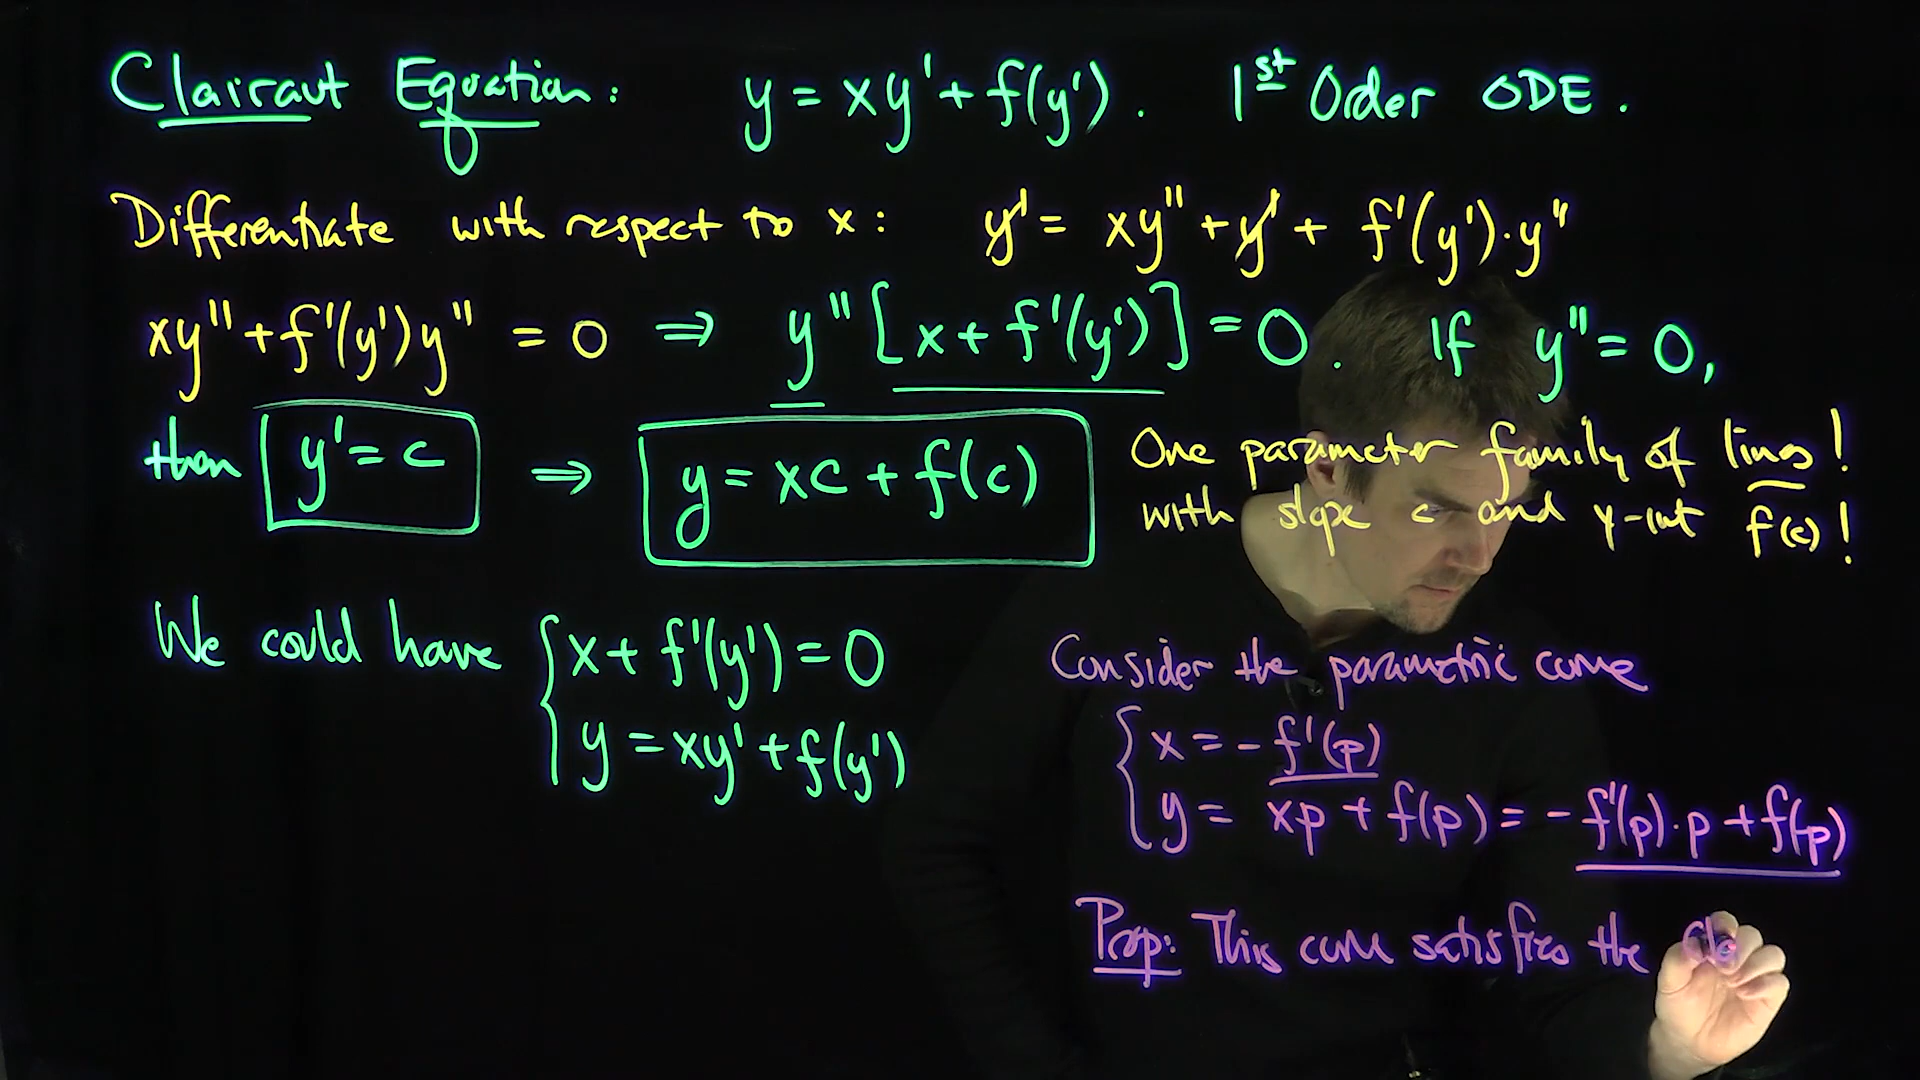 Clairaut Equation: y = xy' + f(y'). 1st Order ODE.
Differentiate with respect to x: y' = xy" + y' + f'(y')·y"
xy" + f'(y')y" = 0 ⇒ y"[x + f'(y')] = 0. If y" = 0,
then y' = c ⇒ y = xc + f(c)
One parameter family of lines!
with slope c and y-int f(c)!
We could have { x + f'(y') = 0
y = xy' + f(y')
Consider the parametric curve
{ x = -f'(p)
y = xp + f(p) = -f'(p)·p + f(p)
Prop: This curve satisfies the